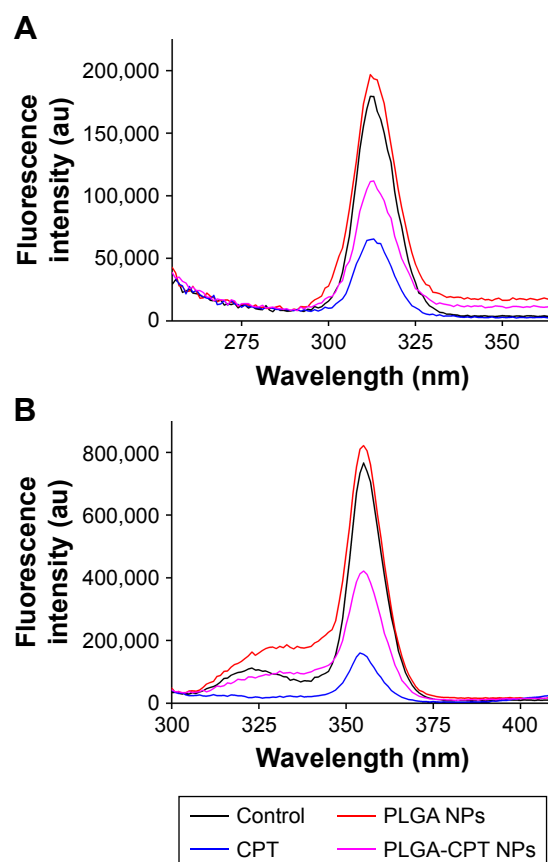 A
Fluorescence
intensity (au)
200,000
150,000
100,000
50,000
0
275
300
325
350
Wavelength (nm)
B
Fluorescence
intensity (au)
800,000
600,000
400,000
200,000
0
300
325
350
375
400
Wavelength (nm)
Control
PLGA NPs
CPT
PLGA-CPT NPs